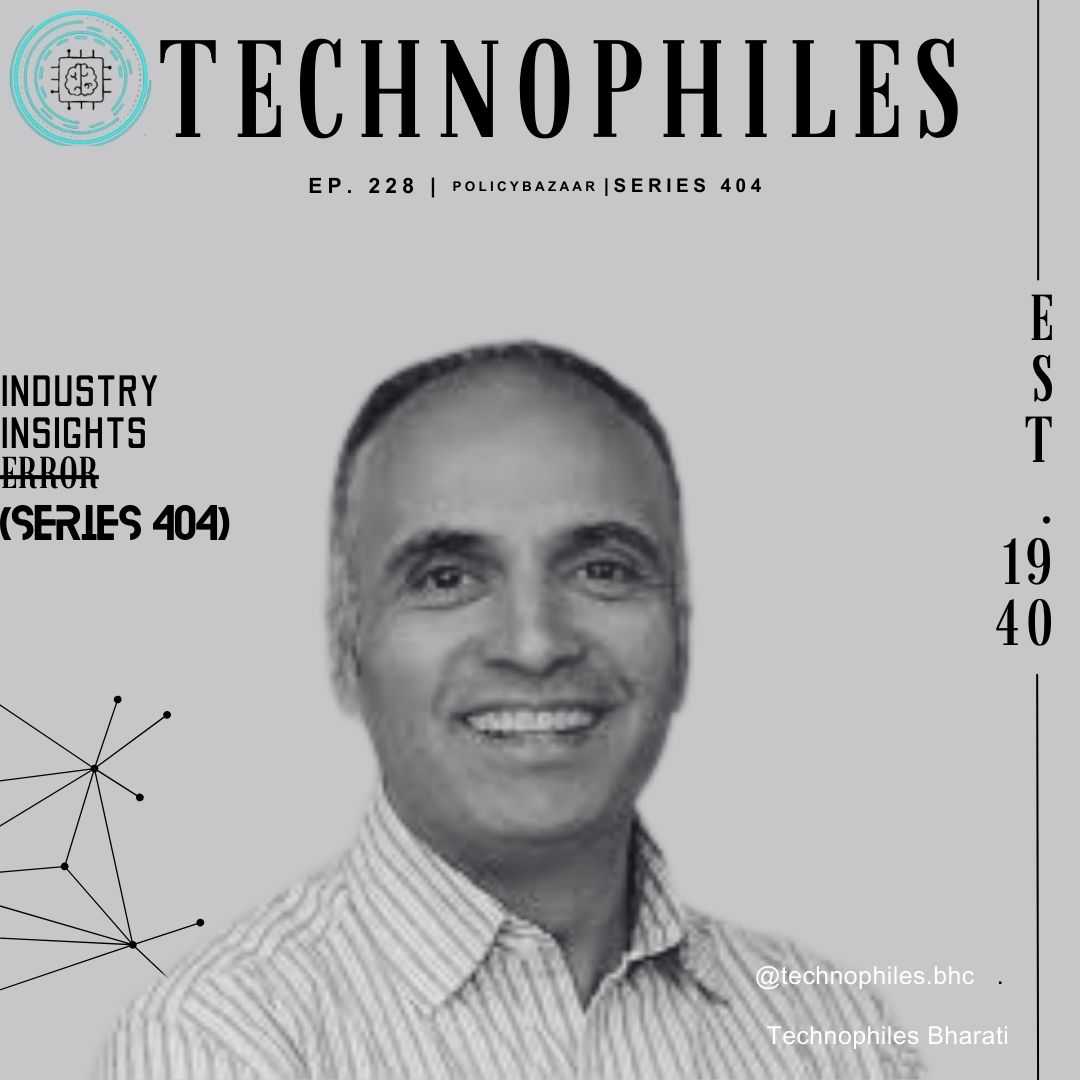 TECHNOPHILES
EP. 228 | POLICYBAZAAR |SERIES 404
INDUSTRY
INSIGHTS
ERROR
(SERIES 404)
E
S
T
.
19
40
@technophiles.bhc .
Technophiles Bharati